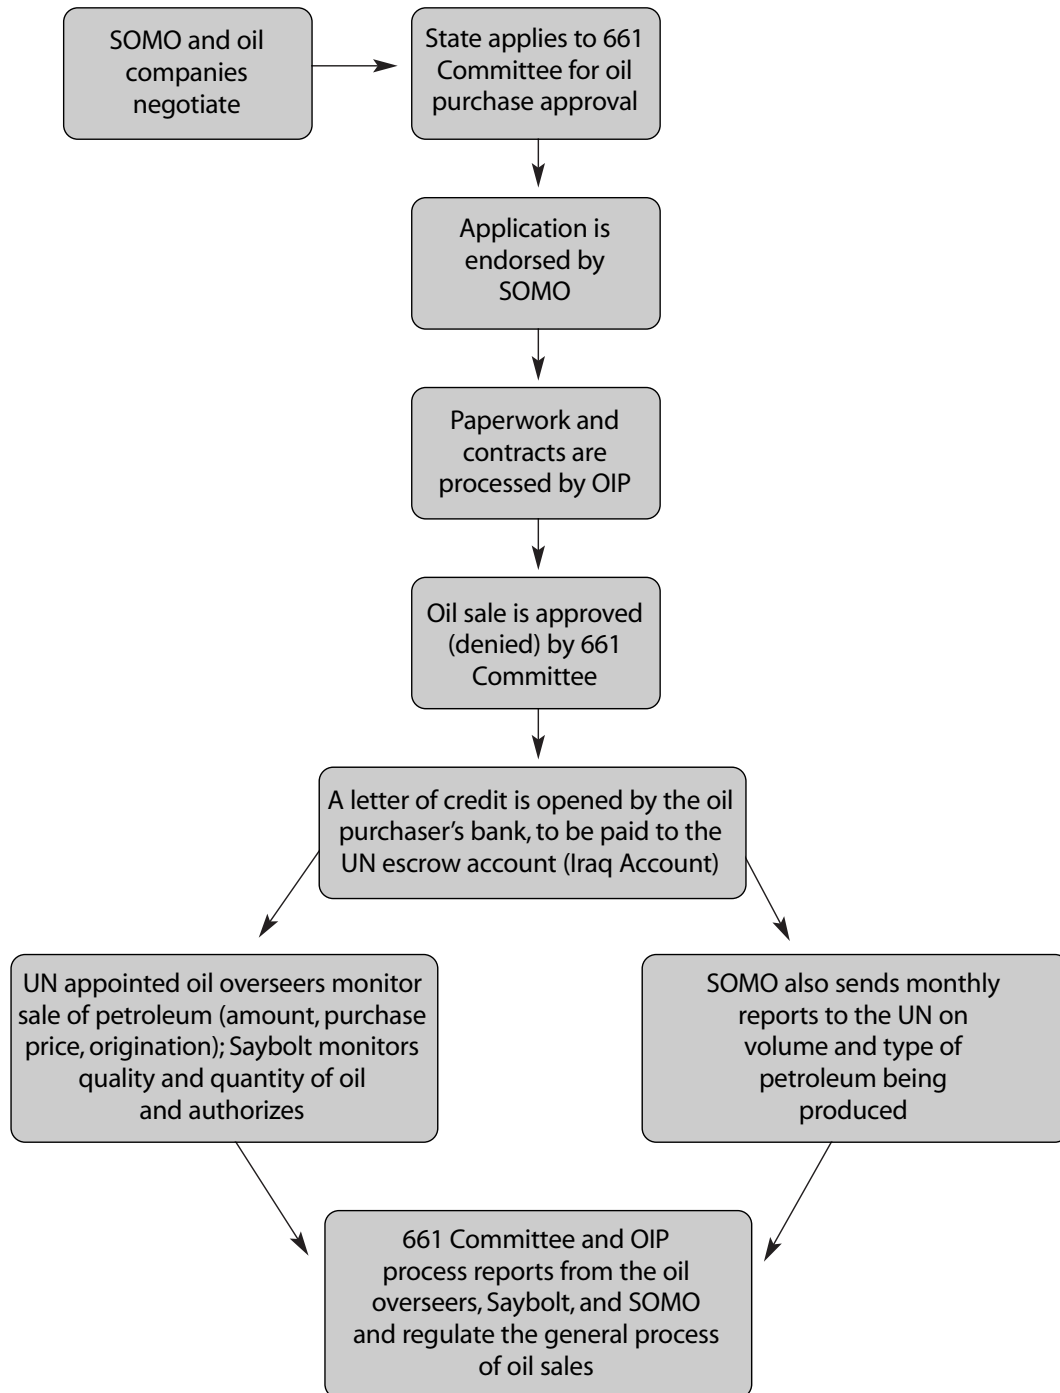 SOMO and oil
companies
negotiate
State applies to 661
Committee for oil
purchase approval
Application is
endorsed by
SOMO
Paperwork and
contracts are
processed by OIP
Oil sale is approved
(denied) by 661
Committee
A letter of credit is opened by the oil
purchaser’s bank, to be paid to the
UN escrow account (Iraq Account)
UN appointed oil overseers monitor
sale of petroleum (amount, purchase
price, origination); Saybolt monitors
quality and quantity of oil
and authorizes
SOMO also sends monthly
reports to the UN on
volume and type of
petroleum being
produced
661 Committee and OIP
process reports from the oil
overseers, Saybolt, and SOMO
and regulate the general process
of oil sales